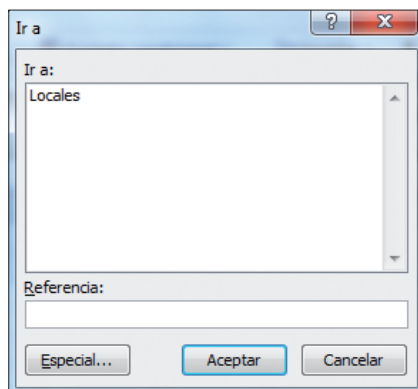 Ir a
Ir a:
Locales
Referencia:
Especial...
Aceptar
Cancelar